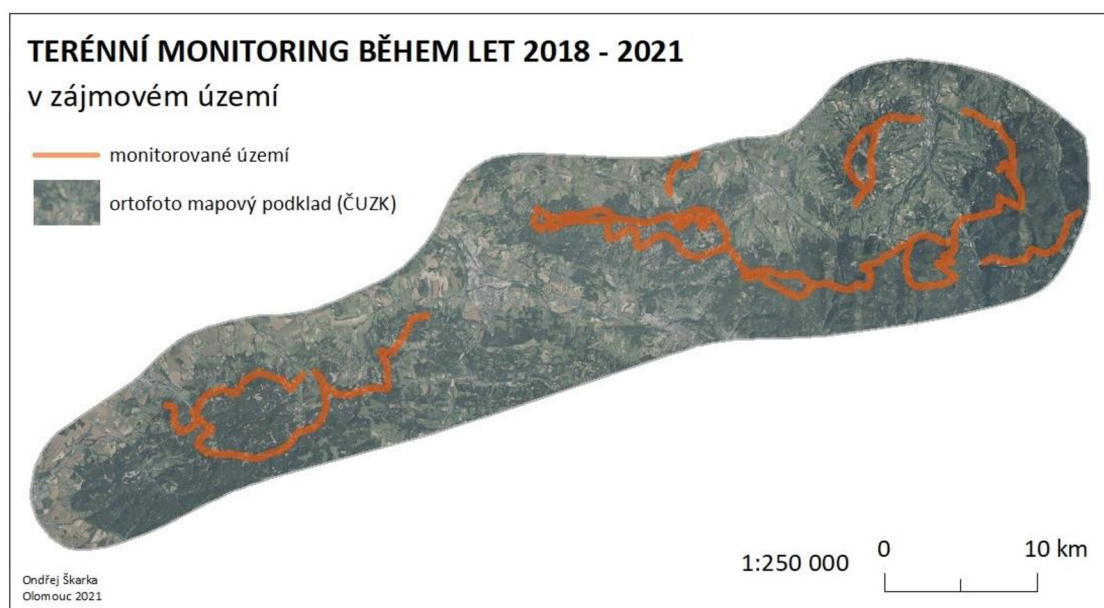 TERÉNNÍ MONITORING BĚHEM LET 2018 - 2021
v zájmovém území
monitorované území
ortofoto mapový podklad (ČUZK)
1:250 000
0
10 km
Ondřej Škarka
Olomouc 2021